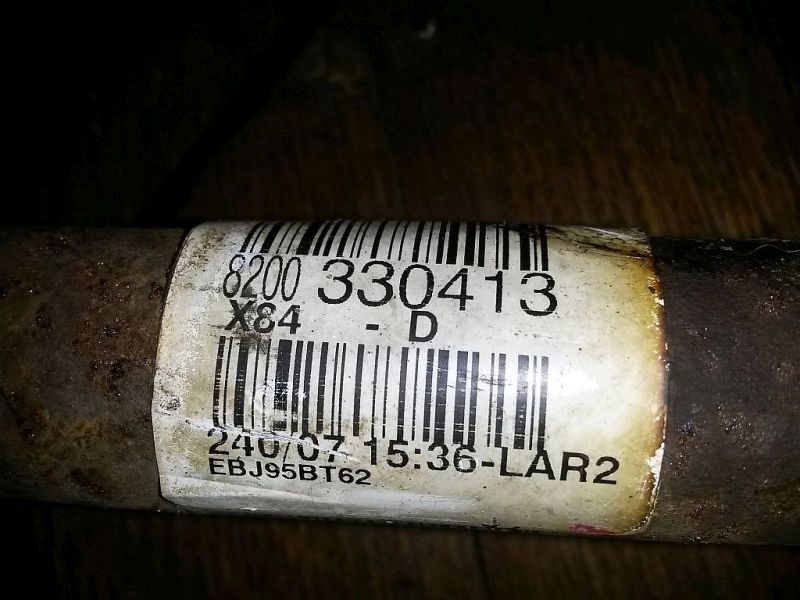 8200 330413
X84 - D
240/07 15:36-LAR2
EBJ95BT62